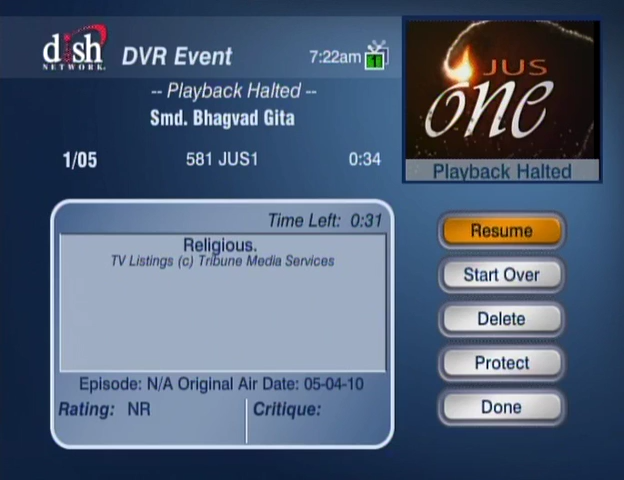 dish
NETWORK.
DVR Event
7:22am
1
-- Playback Halted --
Smd. Bhagvad Gita
1/05 581 JUS1 0:34
JUS
one
Playback Halted
Time Left: 0:31
Religious.
TV Listings (c) Tribune Media Services
Episode: N/A Original Air Date: 05-04-10
Rating: NR Critique:
Resume
Start Over
Delete
Protect
Done